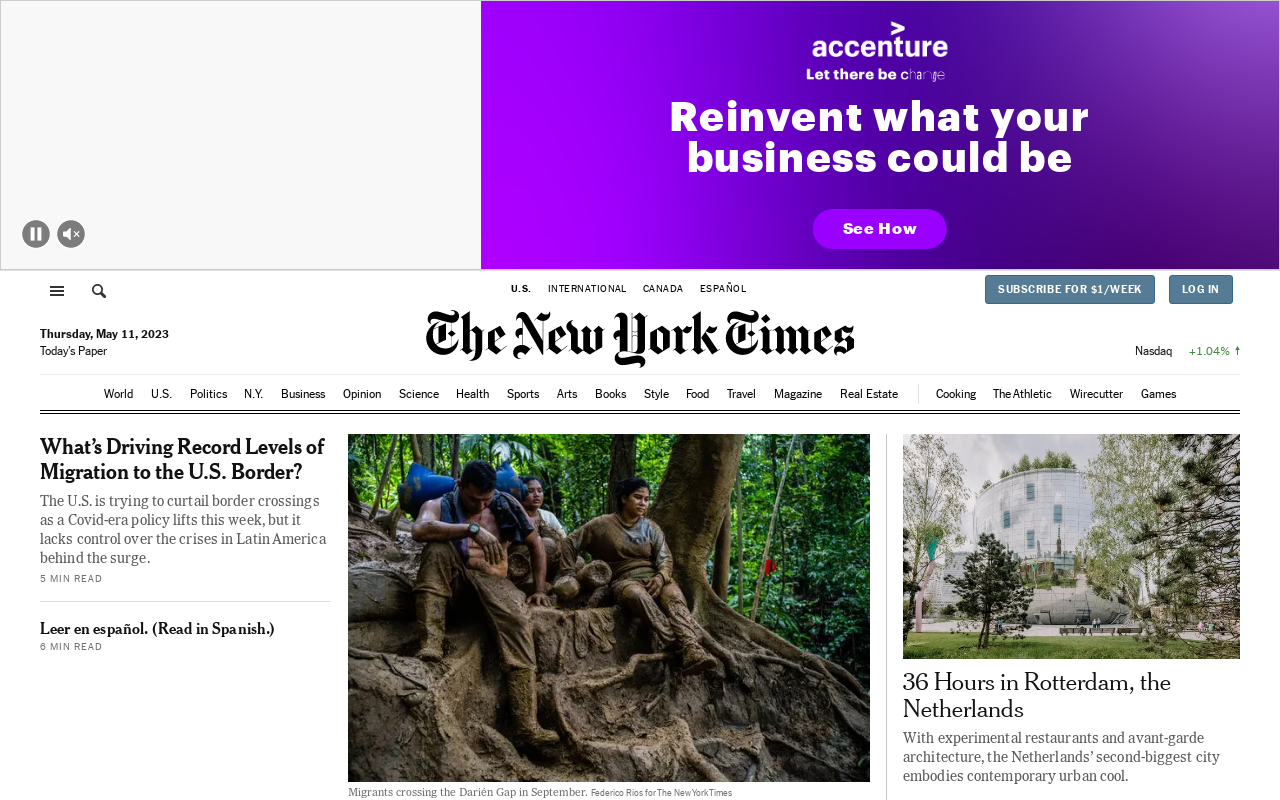 accenture
Let there be change
Reinvent what your
business could be
See How
U.S. INTERNATIONAL CANADA ESPAÑOL
SUBSCRIBE FOR $1/WEEK LOG IN
Thursday, May 11, 2023
Today's Paper
The New York Times
Nasdaq +1.04%
World U.S. Politics N.Y. Business Opinion Science Health Sports Arts Books Style Food Travel Magazine Real Estate Cooking The Athletic Wirecutter Games
What's Driving Record Levels of
Migration to the U.S. Border?
The U.S. is trying to curtail border crossings
as a Covid-era policy lifts this week, but it
lacks control over the crises in Latin America
behind the surge.
5 MIN READ
Leer en español. (Read in Spanish.)
6 MIN READ
Migrants crossing the Darién Gap in September. Federico Rios for The New York Times
36 Hours in Rotterdam, the
Netherlands
With experimental restaurants and avant-garde
architecture, the Netherlands' second-biggest city
embodies contemporary urban cool.